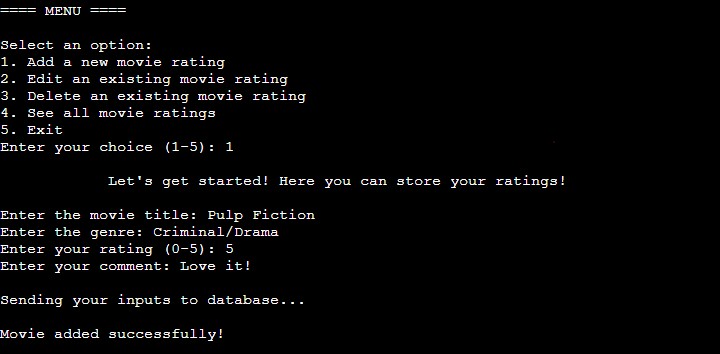 ==== MENU ====
Select an option:
1. Add a new movie rating
2. Edit an existing movie rating
3. Delete an existing movie rating
4. See all movie ratings
5. Exit
Enter your choice (1-5): 1
Let's get started! Here you can store your ratings!
Enter the movie title: Pulp Fiction
Enter the genre: Criminal/Drama
Enter your rating (0-5): 5
Enter your comment: Love it!
Sending your inputs to database...
Movie added successfully!